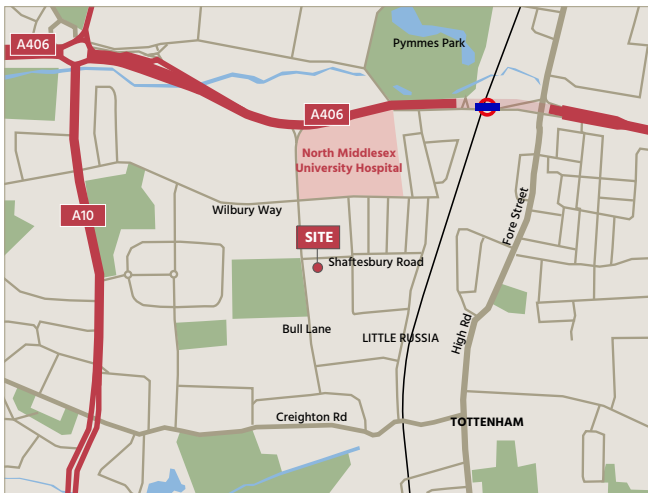 Pymmes Park
A406
A406
North Middlesex
University Hospital
A10
Wilbury Way
Fore Street
SITE
Shaftesbury Road
Bull Lane
LITTLE RUSSIA
High Rd
Creighton Rd
TOTTENHAM